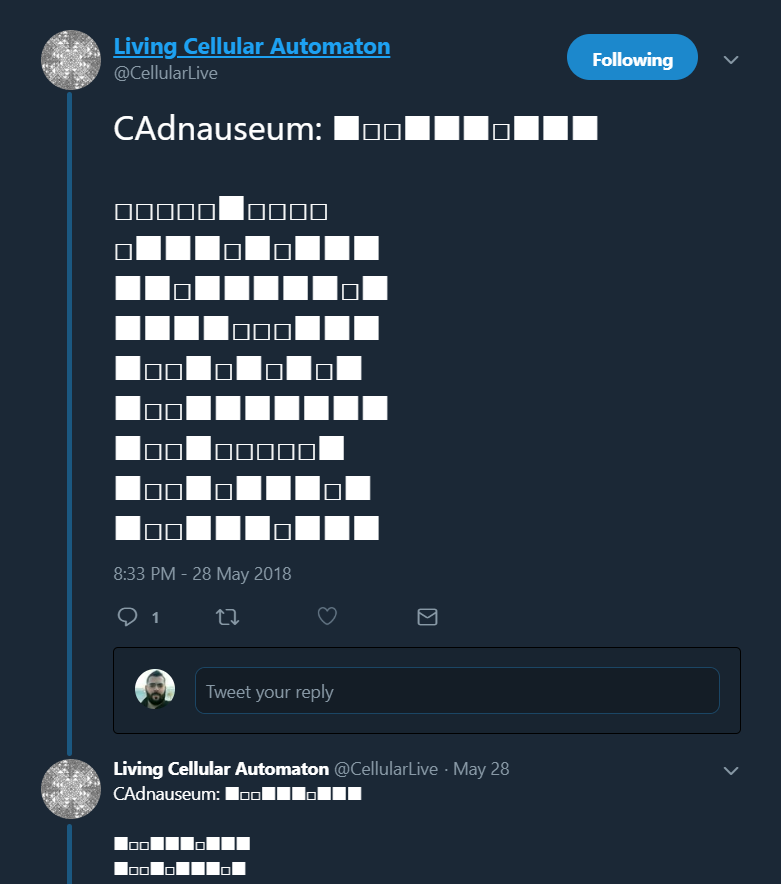 Living Cellular Automaton
@CellularLive
Following
CAdnauseum: ■□□■■■□■■■
□□□□□■□□□□
□■■■□■□■■■
■■□■■■■■□■
■■■■□□□■■■
■□□■□■□■□■
■□□■■■■■■■
■□□■□□□□□■
■□□■□■■■□■
■□□■■■□■■■
8:33 PM - 28 May 2018
1
Tweet your reply
Living Cellular Automaton @CellularLive · May 28
CAdnauseum: ■□□■■■□■■■
■□□■■■□■■■
■□□■□■■■□■